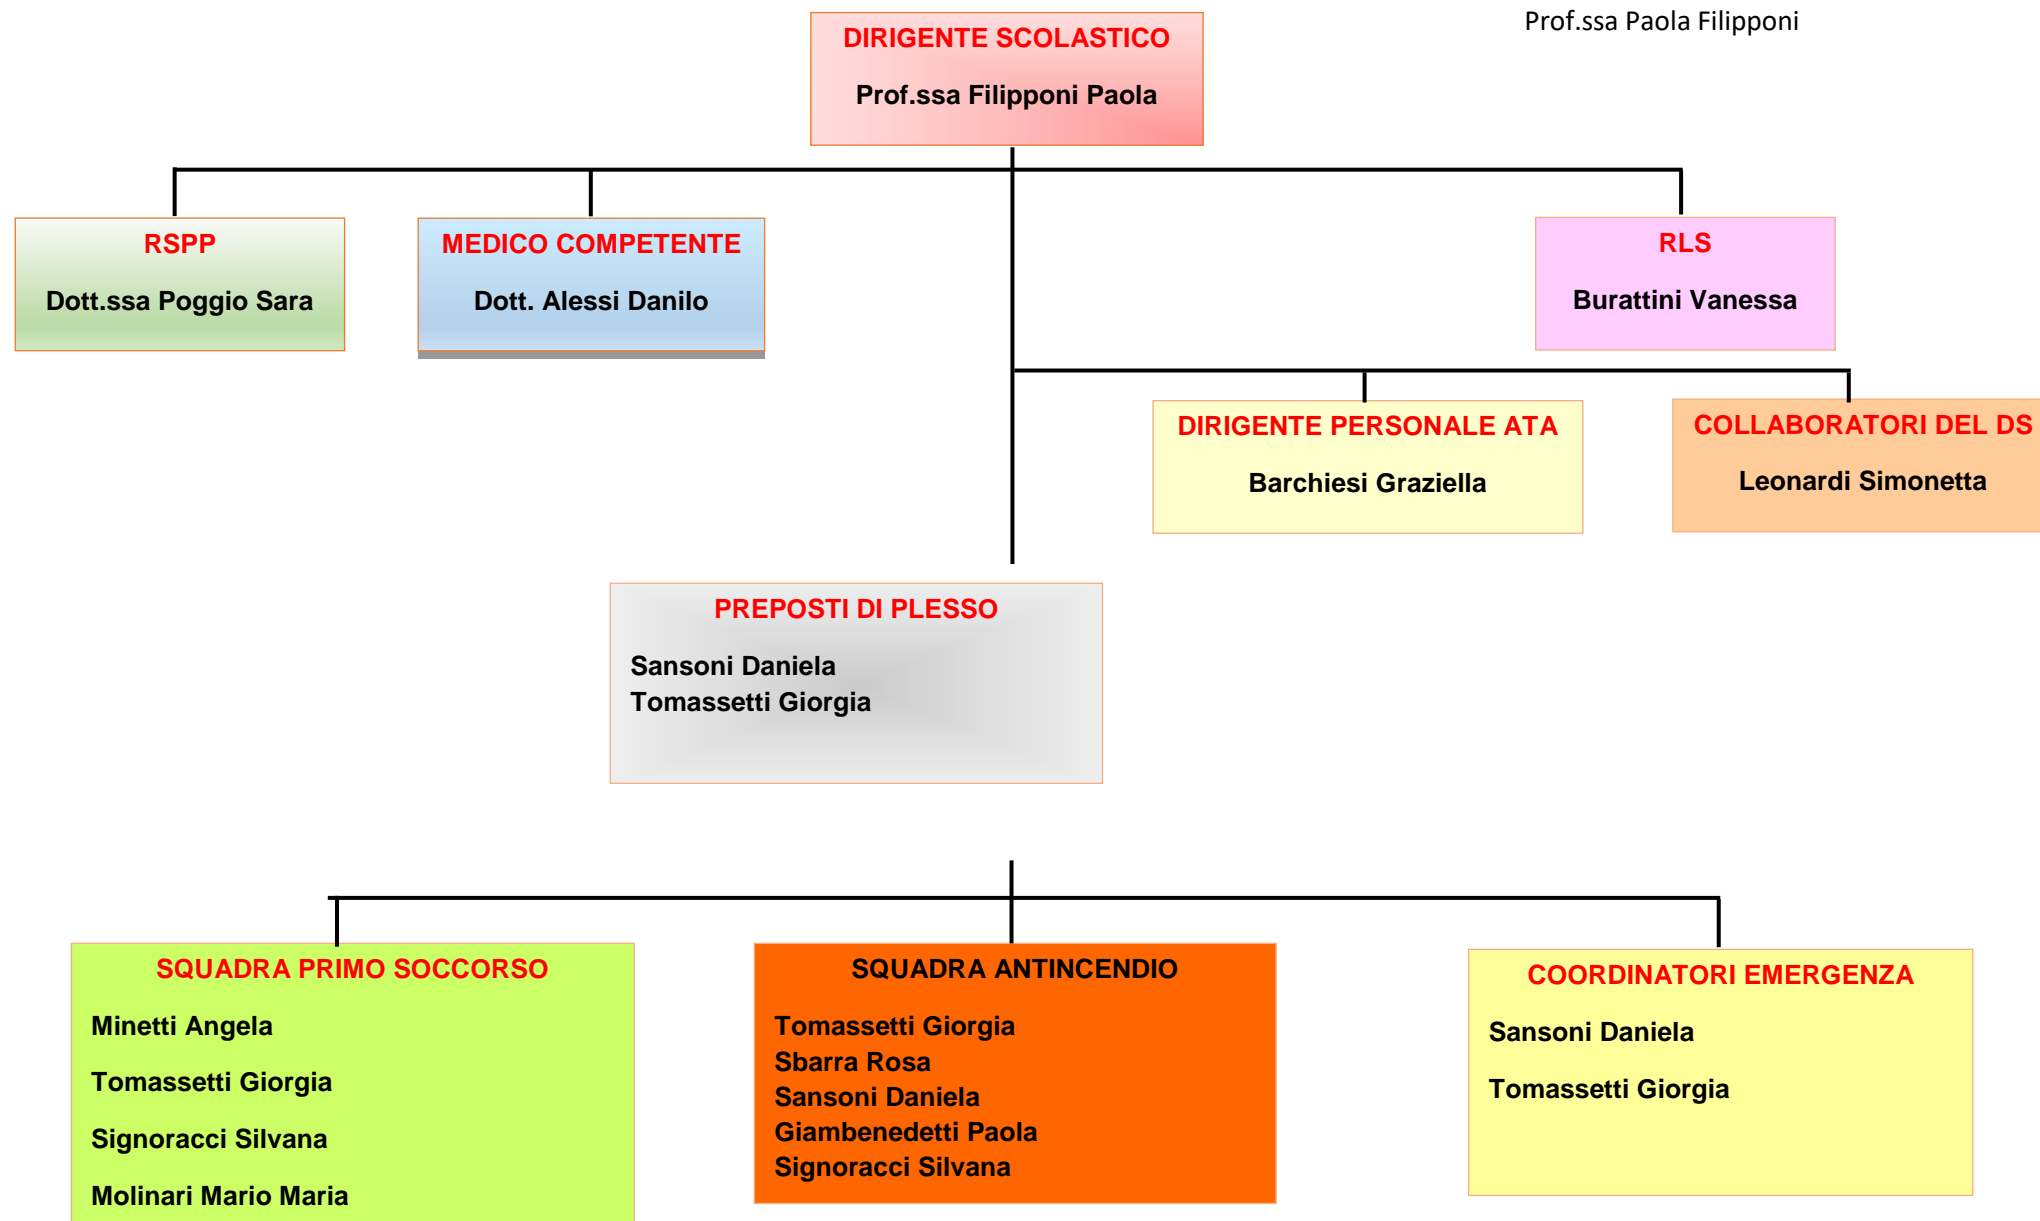 Prof.ssa Paola Filipponi
DIRIGENTE SCOLASTICO
Prof.ssa Filipponi Paola
RSPP
Dott.ssa Poggio Sara
MEDICO COMPETENTE
Dott. Alessi Danilo
RLS
Burattini Vanessa
DIRIGENTE PERSONALE ATA
Barchiesi Graziella
COLLABORATORI DEL DS
Leonardi Simonetta
PREPOSTI DI PLESSO
Sansoni Daniela
Tomassetti Giorgia
SQUADRA PRIMO SOCCORSO
Minetti Angela
Tomassetti Giorgia
Signoracci Silvana
Molinari Mario Maria
SQUADRA ANTINCENDIO
Tomassetti Giorgia
Sbarra Rosa
Sansoni Daniela
Giambenedetti Paola
Signoracci Silvana
COORDINATORI EMERGENZA
Sansoni Daniela
Tomassetti Giorgia